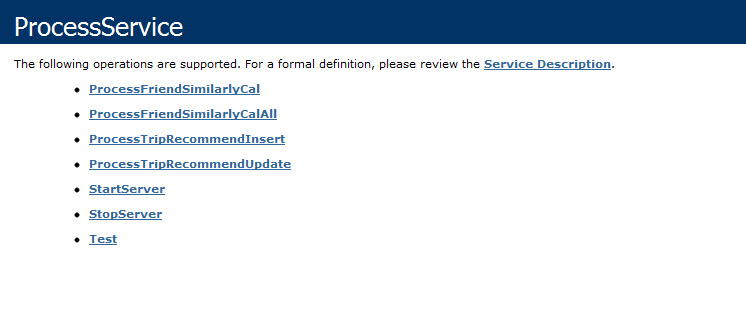 ProcessService
The following operations are supported. For a formal definition, please review the Service Description.
ProcessFriendSimilarlyCal
ProcessFriendSimilarlyCalAll
ProcessTripRecommendInsert
ProcessTripRecommendUpdate
StartServer
StopServer
Test